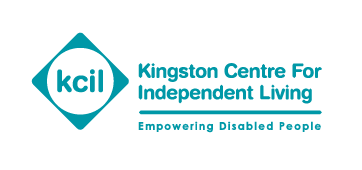 kcil
Kingston Centre For
Independent Living
Empowering Disabled People